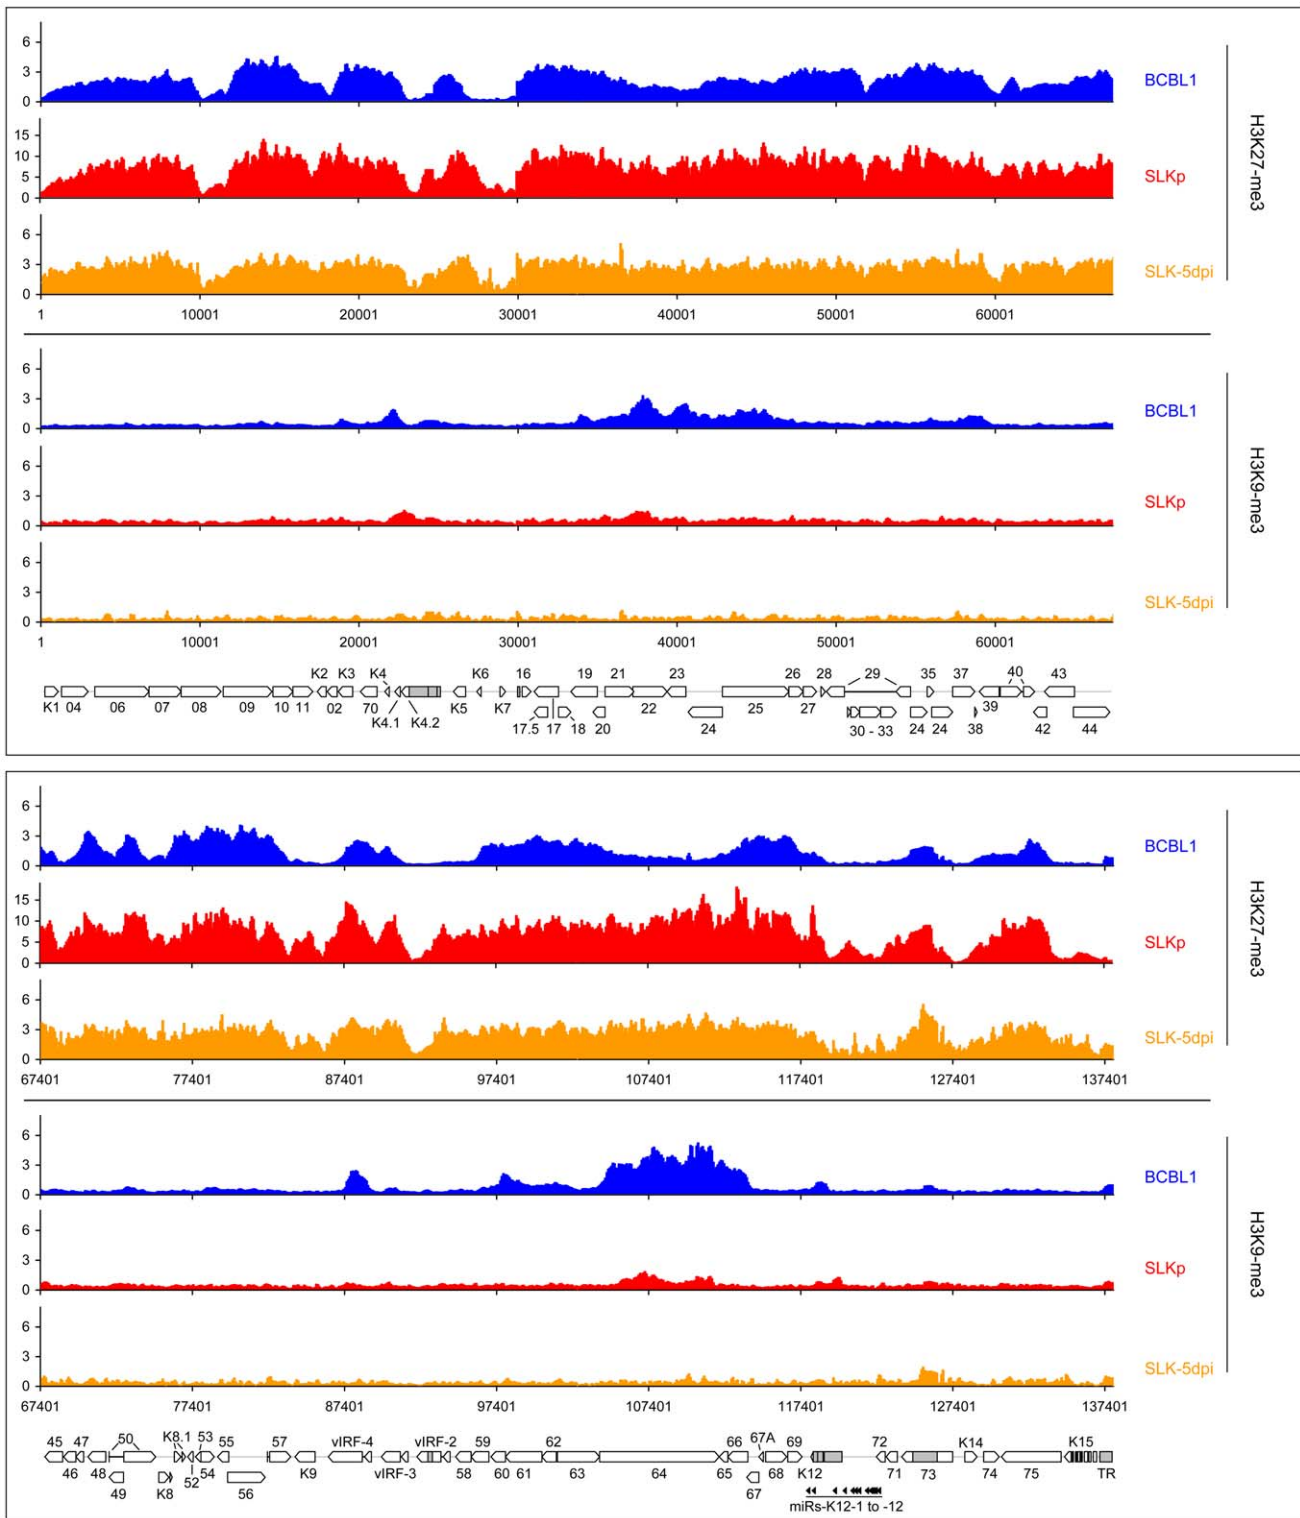 6
3
0
BCBL1
15
10
5
0
SLKp
6
3
0
SLK-5dpi
H3K27-me3
1 10001 20001 30001 40001 50001 60001
6
3
0
BCBL1
6
3
0
SLKp
6
3
0
SLK-5dpi
H3K9-me3
1 10001 20001 30001 40001 50001 60001
K2 K3 K4 K6 16 19 21 23 26 28 29 35 37 40 43
K1 04 06 07 08 09 10 11 02 70 K4.1 K4.2 K5 K7 22 25 27 39
17.5 17 18 20 24 30 - 33 24 24 38 42 44
6
3
0
BCBL1
15
10
5
0
SLKp
6
3
0
SLK-5dpi
H3K27-me3
67401 77401 87401 97401 107401 117401 127401 137401
6
3
0
BCBL1
6
3
0
SLKp
6
3
0
SLK-5dpi
H3K9-me3
67401 77401 87401 97401 107401 117401 127401 137401
45 47 50 K8.1 53 55 57 vIRF-4 vIRF-2 59 62 66 67A 69 72 K14 K15
46 48 52 54 K9 vIRF-3 58 60 61 63 64 65 68 K12 71 73 74 75 TR
49 K8 56 67
miRs-K12-1 to -12